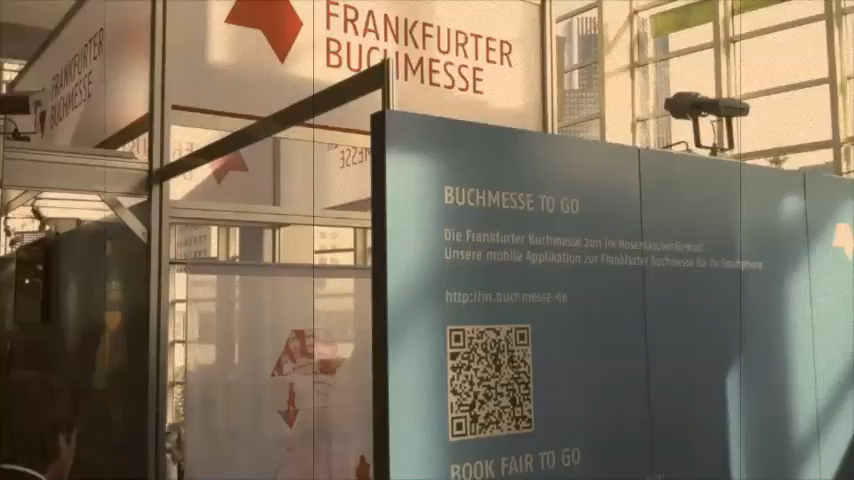 FRANKFURTER
BUCHMESSE
FRANKFURTER
BUCHMESSE
BUCHMESSE TO GO
Die Frankfurter Buchmesse 2011 im Hosentaschenformat!
Unsere mobile Applikation zur Frankfurter Buchmesse für Ihr Smartphone.
http://m.buchmesse.de
BOOK FAIR TO GO